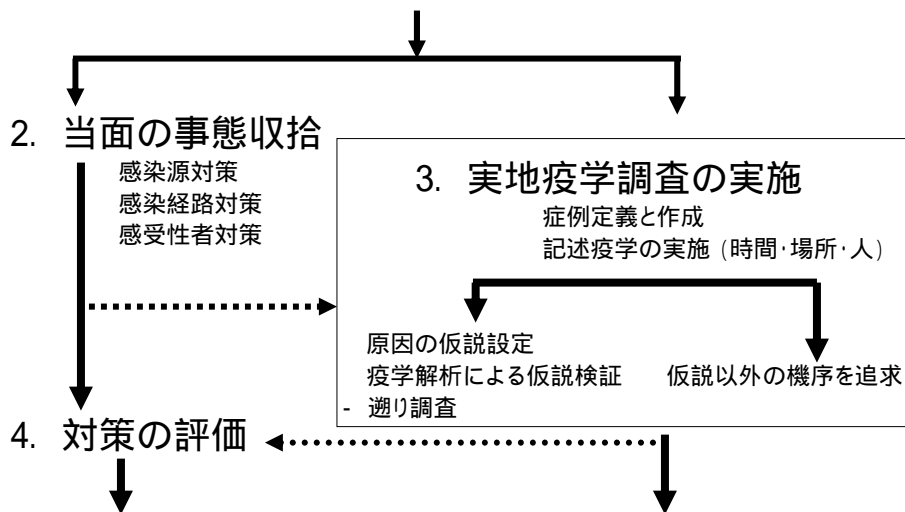 2. 当面の事態収拾
感染源対策
感染経路対策
感受性者対策
3. 実地疫学調査の実施
症例定義と作成
記述疫学の実施 (時間･場所･人)
原因の仮説設定
疫学解析による仮説検証
- 遡り調査
仮説以外の機序を追求
4. 対策の評価